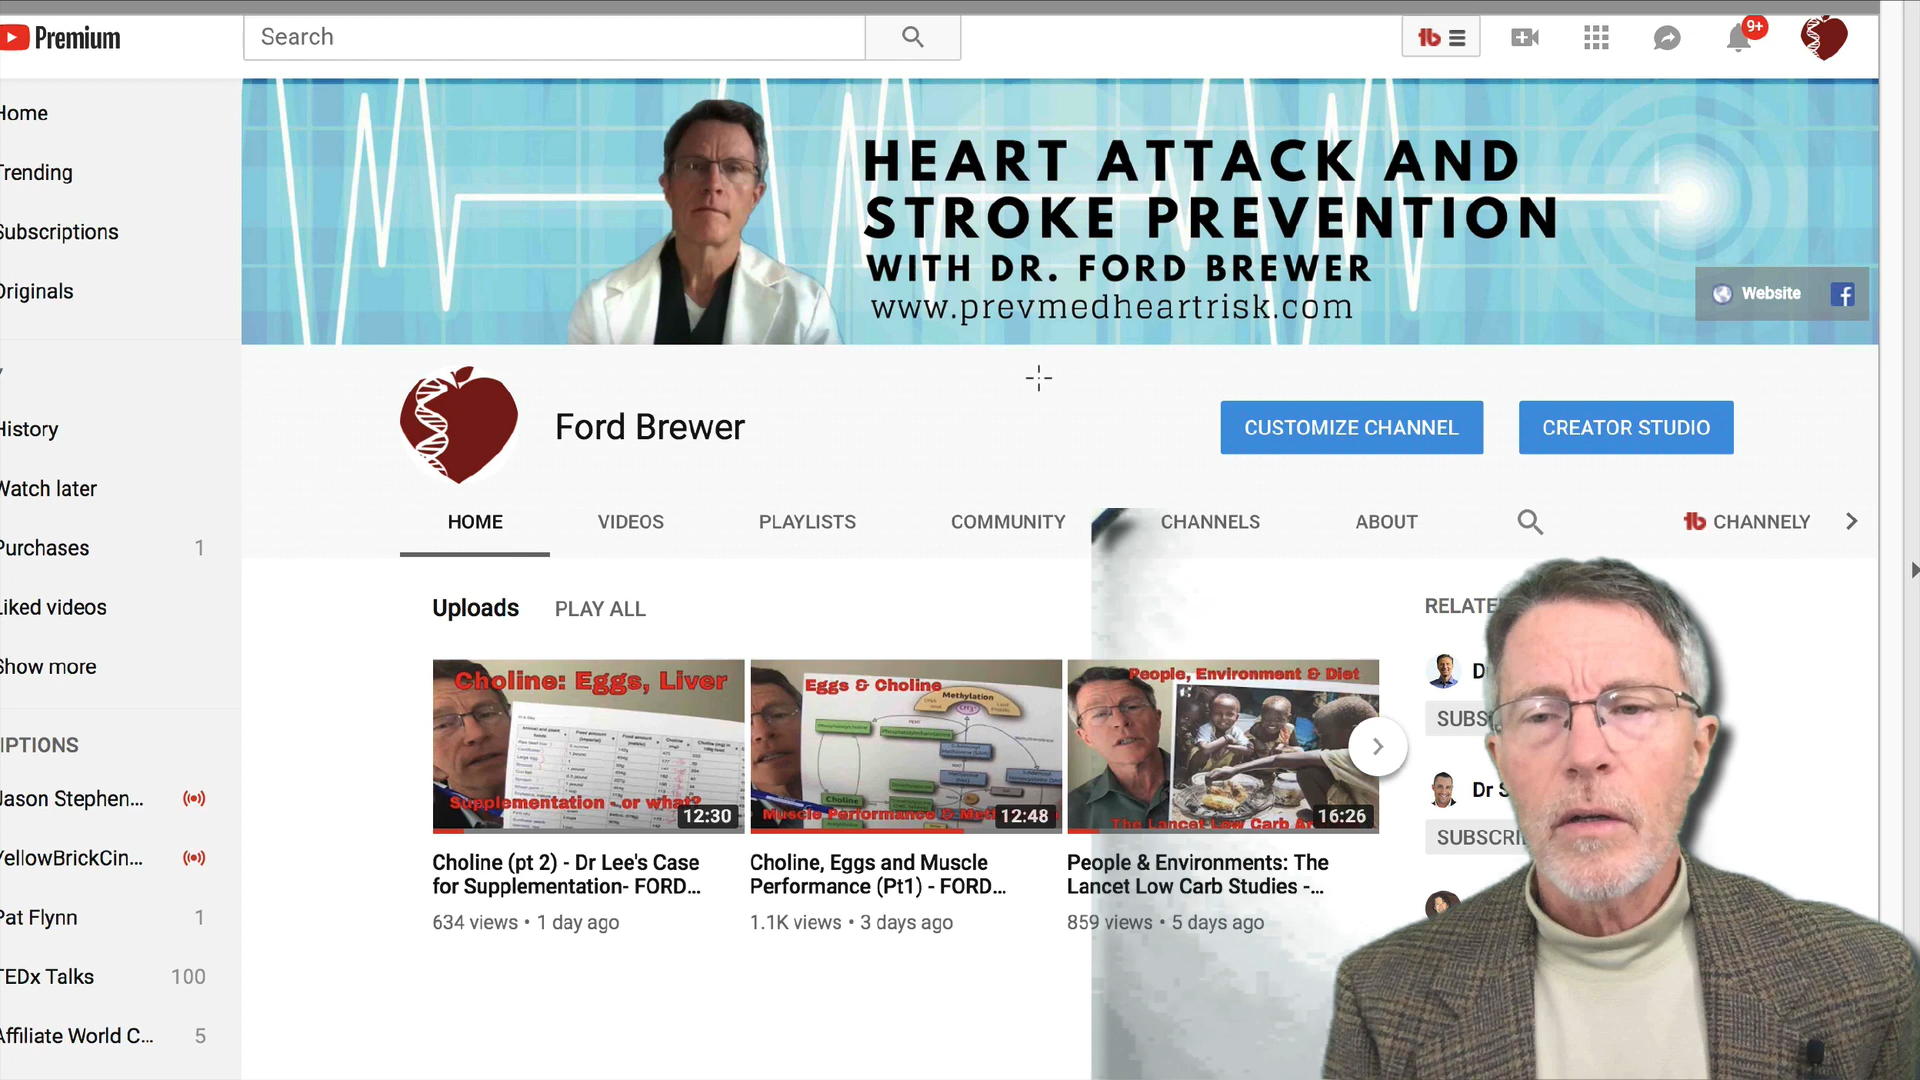 Premium
Search
9+
Home
Trending
Subscriptions
Originals
History
Watch later
Purchases 1
Liked videos
Show more
IPTIONS
Jason Stephen...
YellowBrickCin...
Pat Flynn 1
TEDx Talks 100
Affiliate World C... 5
HEART ATTACK AND
STROKE PREVENTION
WITH DR. FORD BREWER
www.prevmedheartrisk.com
Website
Ford Brewer
CUSTOMIZE CHANNEL
CREATOR STUDIO
HOME VIDEOS PLAYLISTS COMMUNITY CHANNELS ABOUT CHANNELY
Uploads PLAY ALL
Choline: Eggs, Liver
Supplementation - or what?
12:30
Eggs & Choline
Methylation
Choline
12:48
People, Environment & Diet
The Lancet Low Carb
16:26
Choline (pt 2) - Dr Lee's Case
for Supplementation- FORD...
634 views • 1 day ago
Choline, Eggs and Muscle
Performance (Pt1) - FORD...
1.1K views • 3 days ago
People & Environments: The
Lancet Low Carb Studies -...
859 views • 5 days ago
RELATE
D
SUBS
Dr S
SUBSCRI